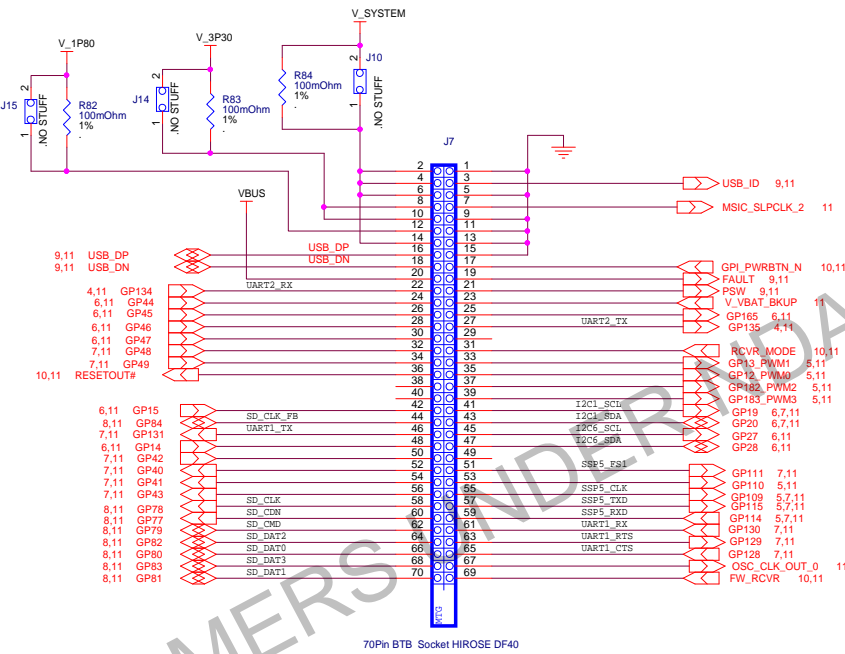 V_SYSTEM
V_1P80
V_3P30
J15
2
1
.NO STUFF
R82
100mOhm
1%
.
J14
2
1
.NO STUFF
R83
100mOhm
1%
.
R84
100mOhm
1%
.
J10
2
1
.NO STUFF
J7
VBUS
2 1
4 3 USB_ID 9,11
6 5
8 7 MSIC_SLPCLK_2 11
10 9
12 11
14 13
9,11 USB_DP USB_DP 16 15
9,11 USB_DN USB_DN 18 17 GPI_PWRBTN_N 10,11
20 19 FAULT 9,11
4,11 GP134 UART2_RX 22 21 PSW 9,11
6,11 GP44 24 23 V_VBAT_BKUP 11
6,11 GP45 26 25 GP165 6,11
6,11 GP46 28 27 UART2_TX GP135 4,11
6,11 GP47 30 29
7,11 GP48 32 31 RCVR_MODE 10,11
7,11 GP49 34 33 GP13_PWM1 5,11
10,11 RESETOUT# 36 35 GP12_PWM0 5,11
38 37 GP182_PWM2 5,11
40 39 GP183_PWM3 5,11
6,11 GP15 42 41 I2C1_SCL GP19 6,7,11
8,11 GP84 SD_CLK_FB 44 43 I2C1_SDA GP20 6,7,11
7,11 GP131 UART1_TX 46 45 I2C6_SCL GP27 6,11
6,11 GP14 48 47 I2C6_SDA GP28 6,11
7,11 GP42 50 49
7,11 GP40 52 51 SSP5_FS1 GP111 7,11
7,11 GP41 54 53 GP110 5,11
7,11 GP43 56 55 SSP5_CLK GP109 5,7,11
8,11 GP78 SD_CLK 58 57 SSP5_TXD GP115 5,7,11
8,11 GP77 SD_CDN 60 59 SSP5_RXD GP114 5,7,11
8,11 GP79 SD_CMD 62 61 UART1_RX GP130 7,11
8,11 GP82 SD_DAT2 64 63 UART1_RTS GP129 7,11
8,11 GP80 SD_DAT0 66 65 UART1_CTS GP128 7,11
8,11 GP83 SD_DAT3 68 67 OSC_CLK_OUT_0 11
8,11 GP81 SD_DAT1 70 69 FW_RCVR 10,11
MTG
70Pin BTB Socket HIROSE DF40
MERS UNDER NDA